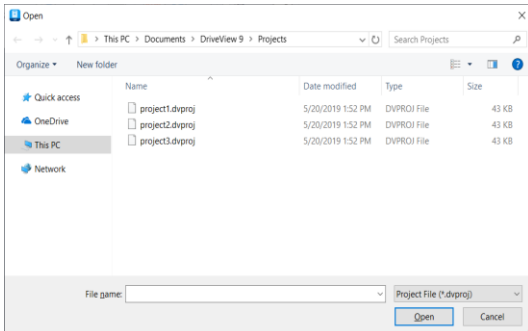 Open
This PC > Documents > DriveView 9 > Projects
Search Projects
Organize
New folder
Name Date modified Type Size
Quick access
OneDrive
This PC
Network
project1.dvproj 5/20/2019 1:52 PM DVPROJ File 43 KB
project2.dvproj 5/20/2019 1:52 PM DVPROJ File 43 KB
project3.dvproj 5/20/2019 1:52 PM DVPROJ File 43 KB
File name: Project File (*.dvproj)
Open Cancel